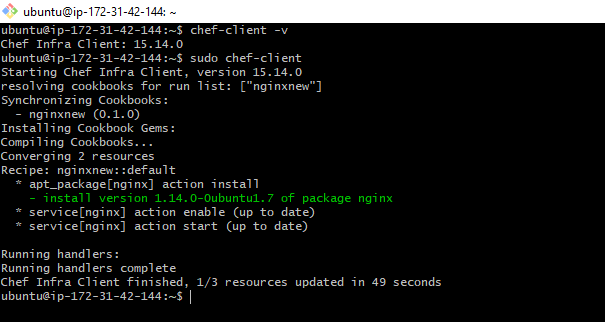 ubuntu@ip-172-31-42-144: ~
ubuntu@ip-172-31-42-144:~$ chef-client -v
Chef Infra Client: 15.14.0
ubuntu@ip-172-31-42-144:~$ sudo chef-client
Starting Chef Infra Client, version 15.14.0
resolving cookbooks for run list: ["nginxnew"]
Synchronizing Cookbooks:
  - nginxnew (0.1.0)
Installing Cookbook Gems:
Compiling Cookbooks...
Converging 2 resources
Recipe: nginxnew::default
  * apt_package[nginx] action install
    - install version 1.14.0-0ubuntu1.7 of package nginx
  * service[nginx] action enable (up to date)
  * service[nginx] action start (up to date)
Running handlers:
Running handlers complete
Chef Infra Client finished, 1/3 resources updated in 49 seconds
ubuntu@ip-172-31-42-144:~$